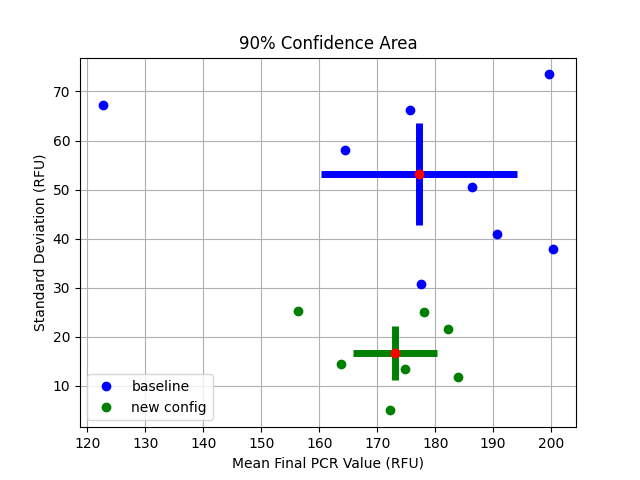 90% Confidence Area
Standard Deviation (RFU)
70
60
50
40
30
20
10
baseline
new config
120 130 140 150 160 170 180 190 200
Mean Final PCR Value (RFU)